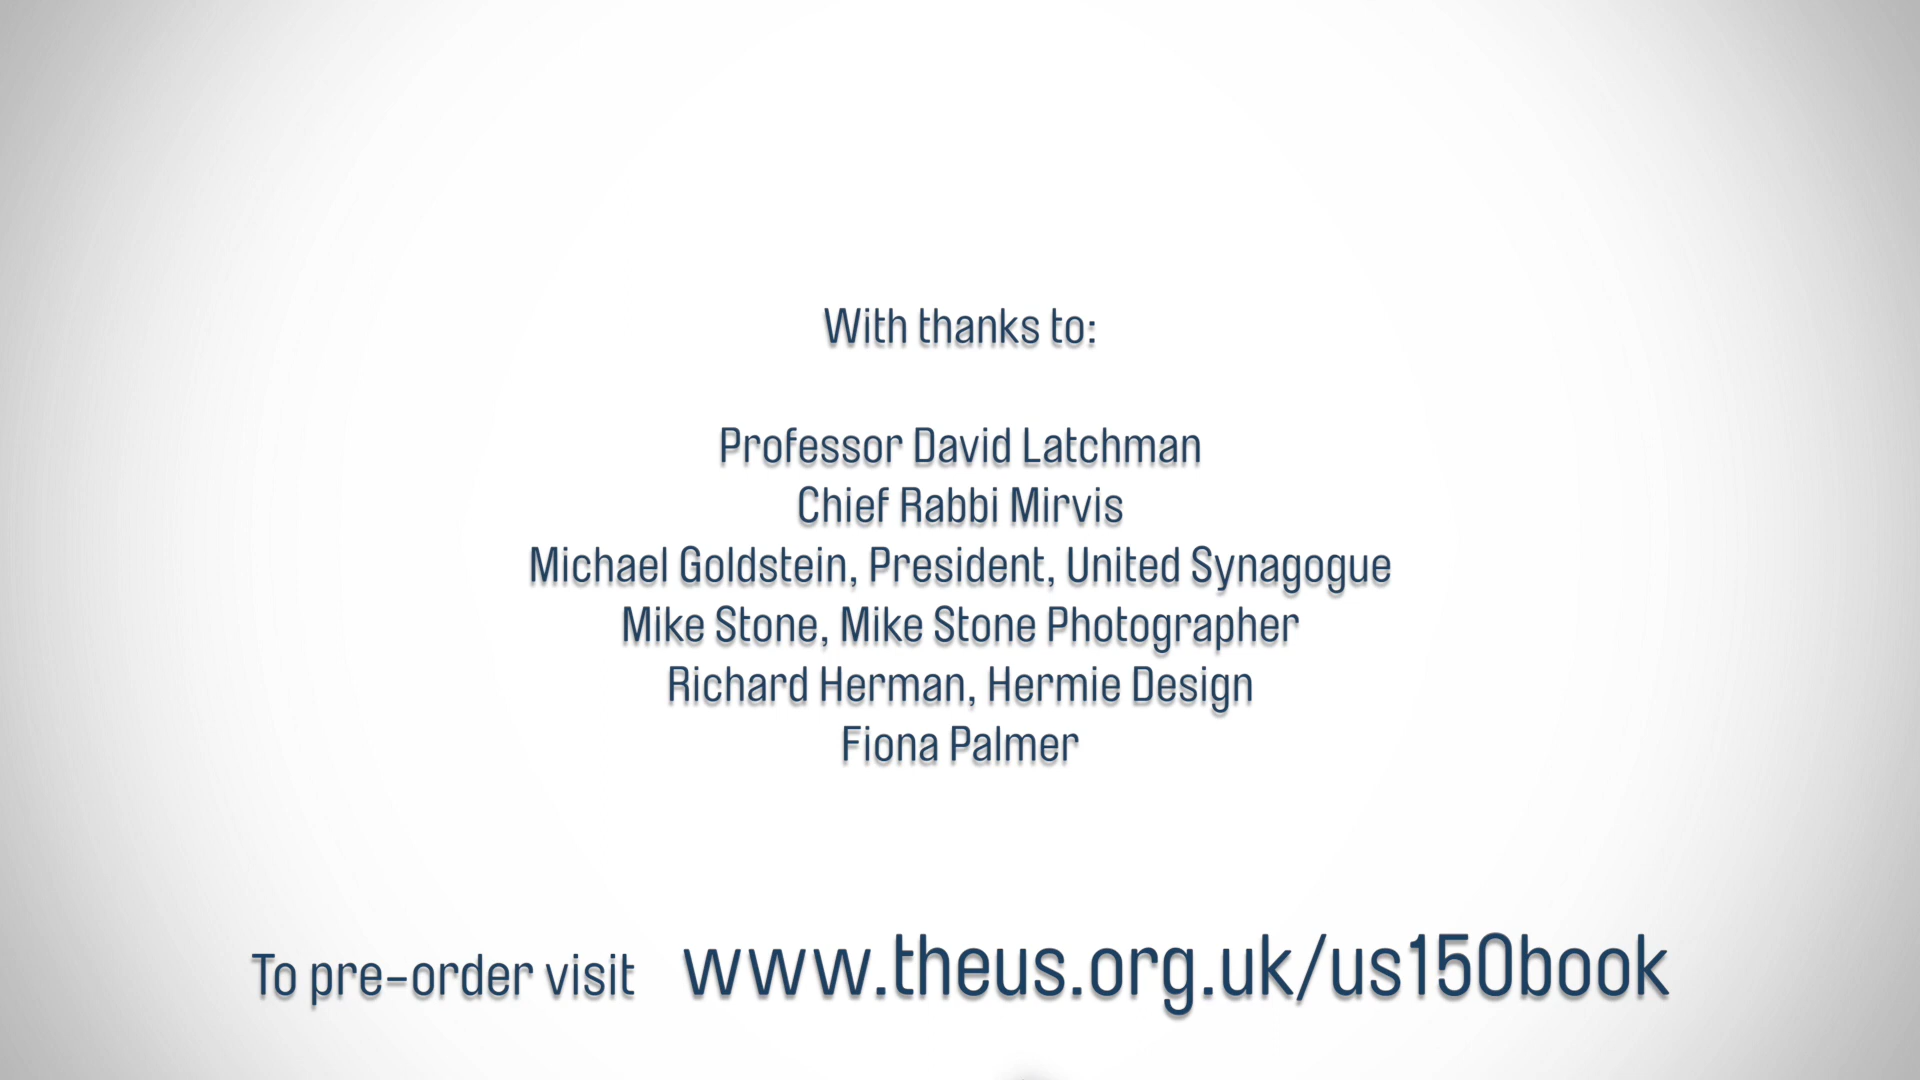 With thanks to:
Professor David Latchman
Chief Rabbi Mirvis
Michael Goldstein, President, United Synagogue
Mike Stone, Mike Stone Photographer
Richard Herman, Hermie Design
Fiona Palmer
To pre-order visit www.theus.org.uk/us150book